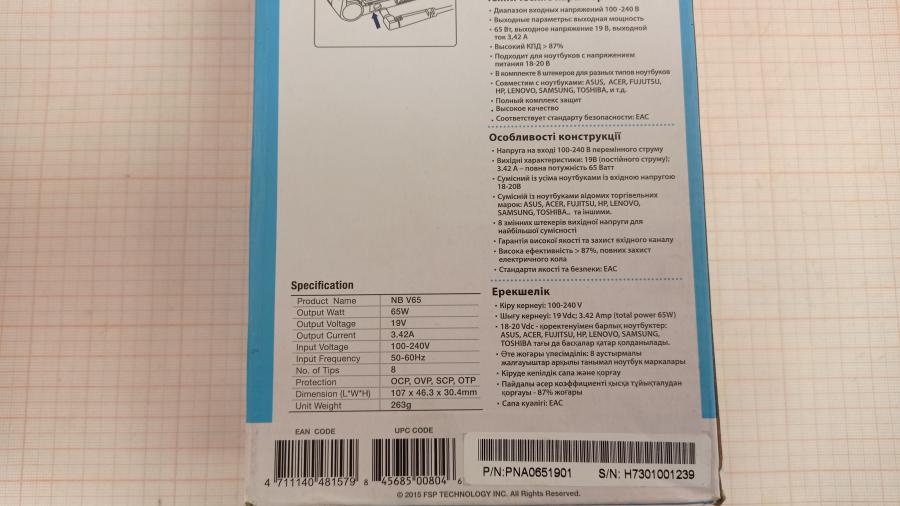 • Диапазон входных напряжений 100 -240 В
• Выходные параметры: выходная мощность
• 65 Вт, выходное напряжение 19 В, выходной
ток 3,42 А
• Высокий КПД > 87%
• Подходит для ноутбуков с напряжением
питания 18-20 В
• В комплекте 8 штекеров для разных типов ноутбуков
• Совместим с ноутбуками: ASUS, ACER, FUJUTSU,
HP, LENOVO, SAMSUNG, TOSHIBA, и т.д.
• Полный комплекс защит
• Высокое качество
• Соответствует стандарту безопасности: EAC
Особливості конструкції
• Напруга на вході 100-240 В перемінного струму
• Вихідні характеристики: 19В (постійного струму);
3.42 А – повна потужність 65 Ватт
• Сумісний із усіма ноутбуками із вхідною напругою
18-20В
• Сумісній із ноутбуками відомих торгівельних
марок: ASUS, ACER, FUJITSU, HP, LENOVO,
SAMSUNG, TOSHIBA.. та іншими.
• 8 змінних штекерів вихідної напруги для
найбільшої сумісності
• Гарантія високої якості та захист вхідного каналу
• Висока ефективність > 87%, повних захист
електричного кола
• Стандарти якості та безпеки: EAC
Ерекшелік
• Кіру кернеуі: 100-240 V
• Шығу кернеуі: 19 Vdc; 3.42 Amp (total power 65W)
• 18-20 Vdc - қоректенуімен барлық ноутбуктер:
ASUS, ACER, FUJITSU, HP, LENOVO, SAMSUNG,
TOSHIBA тағы да басқалар қатар қолданылады.
• Өте жоғары үлесімділік: 8 ауыстырмалы
жалғауыштар арқылы танымал ноутбук маркалары
• Кіруде кепілдік сапа және қорғау
• Пайдалы әсер коэффициенті қысқа тұйықталудан
қорғауы - 87% жоғары
• Сапа куәлігі: EAC
Specification
Product Name NB V65
Output Watt 65W
Output Voltage 19V
Output Current 3.42A
Input Voltage 100-240V
Input Frequency 50-60Hz
No. of Tips 8
Protection OCP, OVP, SCP, OTP
Dimension (L*W*H) 107 x 46.3 x 30.4mm
Unit Weight 263g
EAN CODE UPC CODE
4 711140 481579 8 45685 00804 6
P/N:PNA0651901 S/N: H7301001239
© 2015 FSP TECHNOLOGY INC. All Rights Reserved.